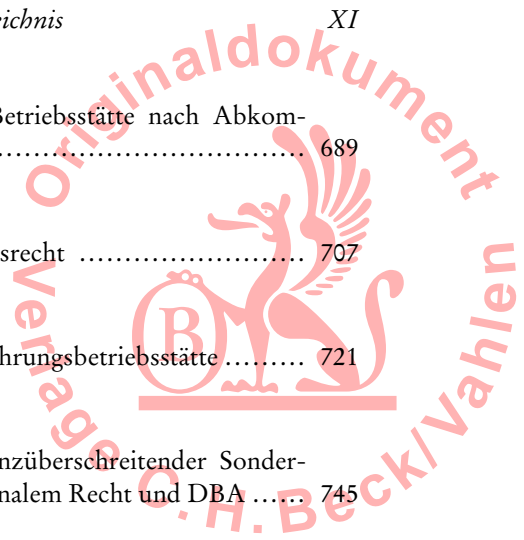 eichnis XI
Betriebsstätte nach Abkom-
................................. 689
srecht ........................ 707
hrungsbetriebsstätte ......... 721
nzüberschreitender Sonder-
nalem Recht und DBA ...... 745
Originaldokument
Verlage C.H.Beck/Vahlen
B